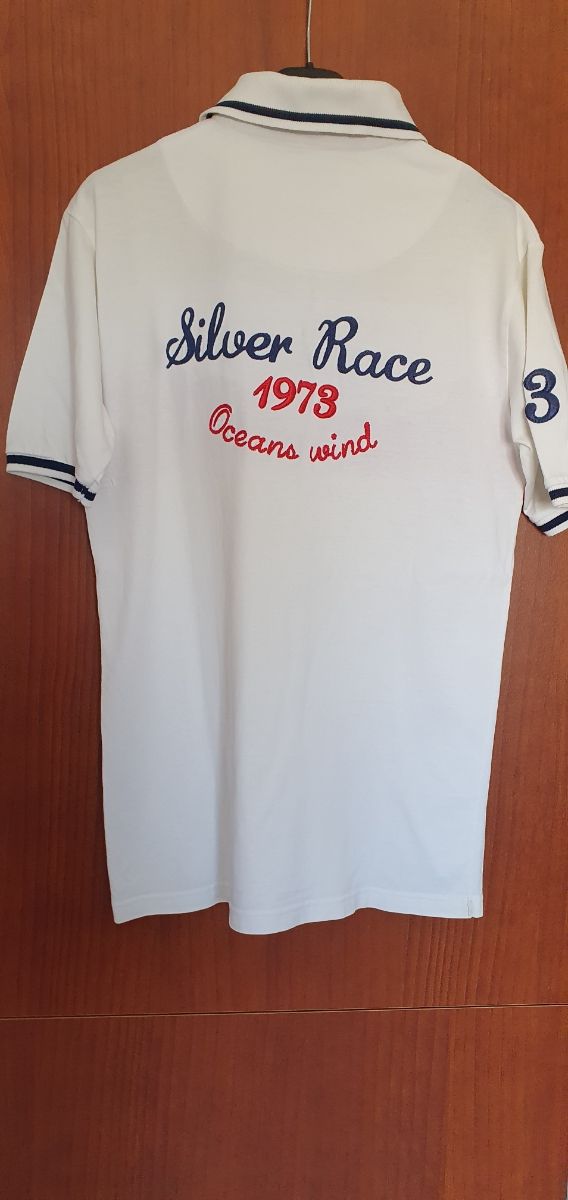 Silver Race
1973
Oceans wind
3